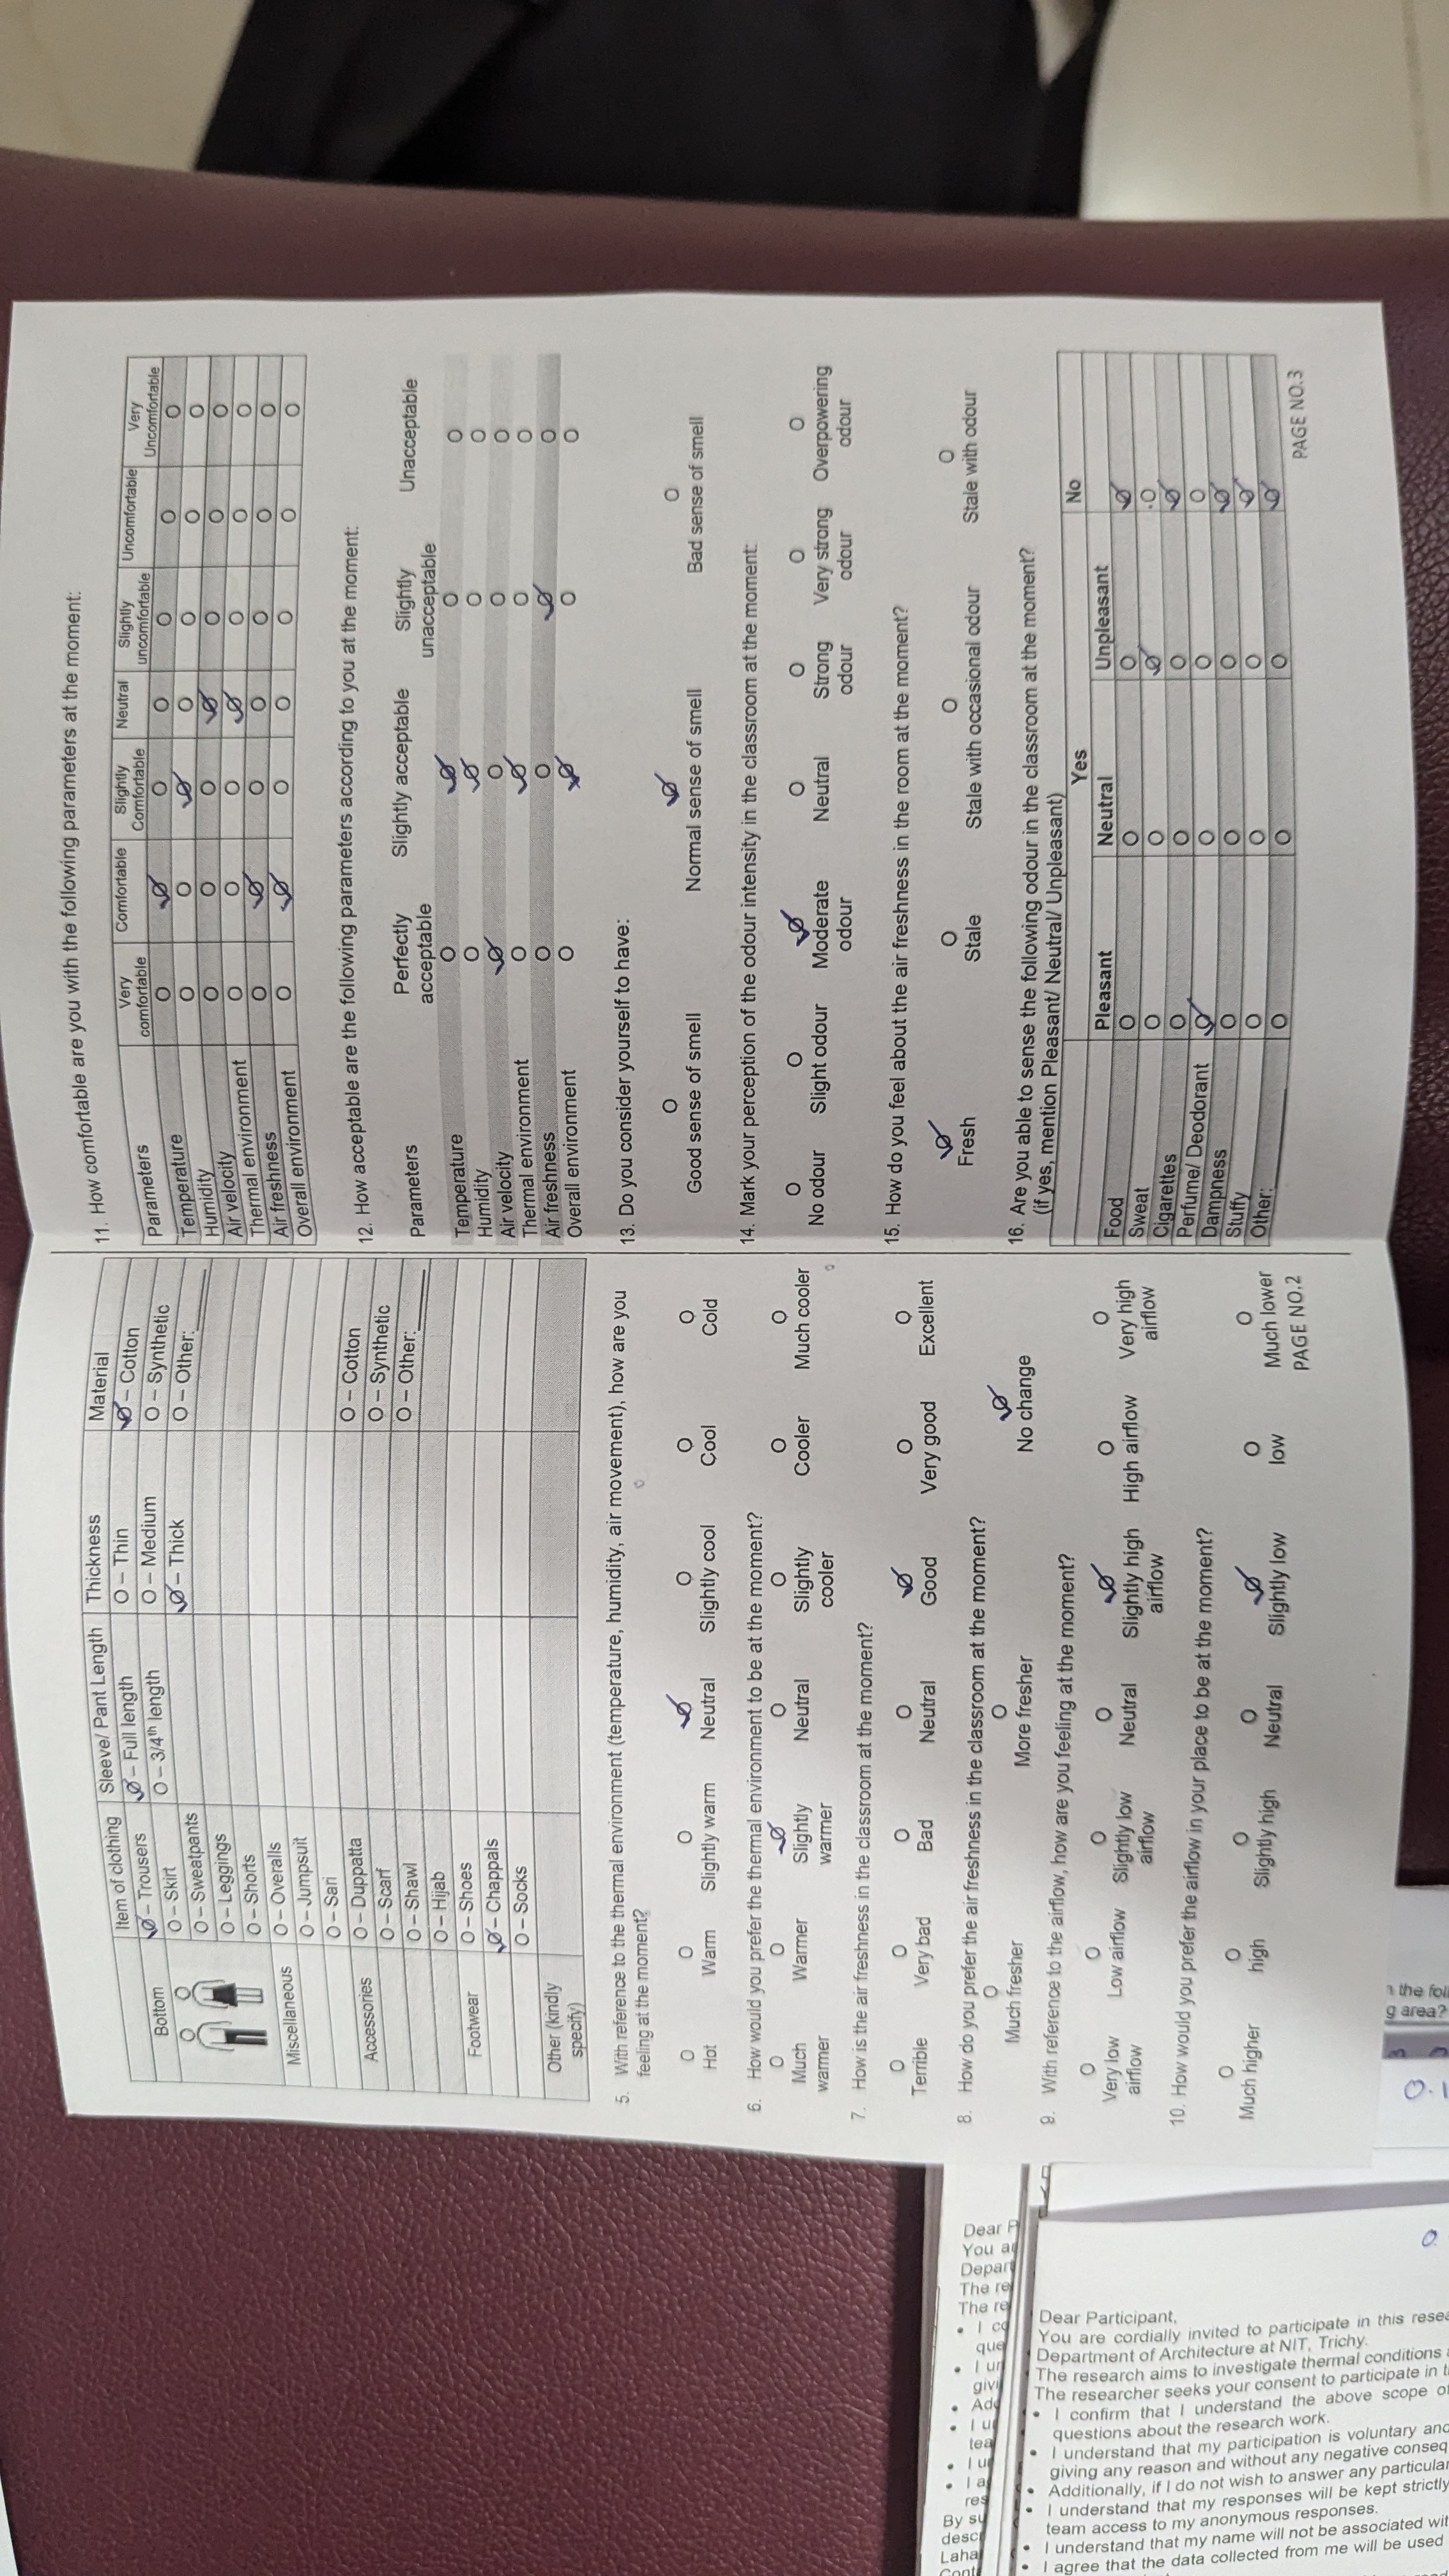 Item of clothing Sleeve/ Pant Length Thickness Material
Bottom
O – Trousers O – Full length O – Thin O – Cotton
O – Skirt O – 3/4th length O – Medium O – Synthetic
O – Sweatpants O – Thick O – Other:
O – Leggings
O – Shorts
Miscellaneous
O – Overalls
O – Jumpsuit
O – Sari
Accessories
O – Duppatta O – Cotton
O – Scarf O – Synthetic
O – Shawl O – Other:
O – Hijab
Footwear
O – Shoes
O – Chappals
O – Socks
Other (kindly
specify)
5. With reference to the thermal environment (temperature, humidity, air movement), how are you
feeling at the moment?
O O O O O O O
Hot Warm Slightly warm Neutral Slightly cool Cool Cold
6. How would you prefer the thermal environment to be at the moment?
O O O O O O O
Much warmer Warmer Slightly warmer Neutral Slightly cooler Cooler Much cooler
7. How is the air freshness in the classroom at the moment?
O O O O O O O
Terrible Very bad Bad Neutral Good Very good Excellent
8. How do you prefer the air freshness in the classroom at the moment?
O O O
Much fresher More fresher No change
9. With reference to the airflow, how are you feeling at the moment?
O O O O O O O
Very low airflow Low airflow Slightly low airflow Neutral Slightly high airflow High airflow Very high airflow
10. How would you prefer the airflow in your place to be at the moment?
O O O O O O O
Much higher high Slightly high Neutral Slightly low low Much lower
PAGE NO.2
11. How comfortable are you with the following parameters at the moment:
Parameters Very comfortable Comfortable Slightly Comfortable Neutral Slightly uncomfortable Uncomfortable Very Uncomfortable
Temperature O O O O O O O
Humidity O O O O O O O
Air velocity O O O O O O O
Thermal environment O O O O O O O
Air freshness O O O O O O O
Overall environment O O O O O O O
12. How acceptable are the following parameters according to you at the moment:
Parameters Perfectly acceptable Slightly acceptable Slightly unacceptable Unacceptable
Temperature O O O O
Humidity O O O O
Air velocity O O O O
Thermal environment O O O O
Air freshness O O O O
Overall environment O O O O
13. Do you consider yourself to have:
O O O
Good sense of smell Normal sense of smell Bad sense of smell
14. Mark your perception of the odour intensity in the classroom at the moment:
O O O O O O O
No odour Slight odour Moderate odour Neutral Strong odour Very strong odour Overpowering odour
15. How do you feel about the air freshness in the room at the moment?
O O O O
Fresh Stale Stale with occasional odour Stale with odour
16. Are you able to sense the following odour in the classroom at the moment?
(if yes, mention Pleasant/ Neutral/ Unpleasant)
Yes No
Pleasant Neutral Unpleasant
Food O O O O
Sweat O O O O
Cigarettes O O O O
Perfume/ Deodorant O O O O
Dampness O O O O
Stuffy O O O O
Other: O O O O
PAGE NO.3
Dear Participant,
You are cordially invited to participate in this
Department of Architecture at NIT, Trichy.
The research aims to investigate thermal conditions
The researcher seeks your consent to participate in
• I confirm that I understand the above scope
questions about the research work.
• I understand that my participation is voluntary and
giving any reason and without any negative
• Additionally, if I do not wish to answer any
• I understand that my responses will be kept strictly
team access to my anonymous responses.
• I understand that my name will not be associated
• I agree that the data collected from me will be used
Dear
You
The
The
• I
• I
• I
• I
• I
By
the
area?
0.1